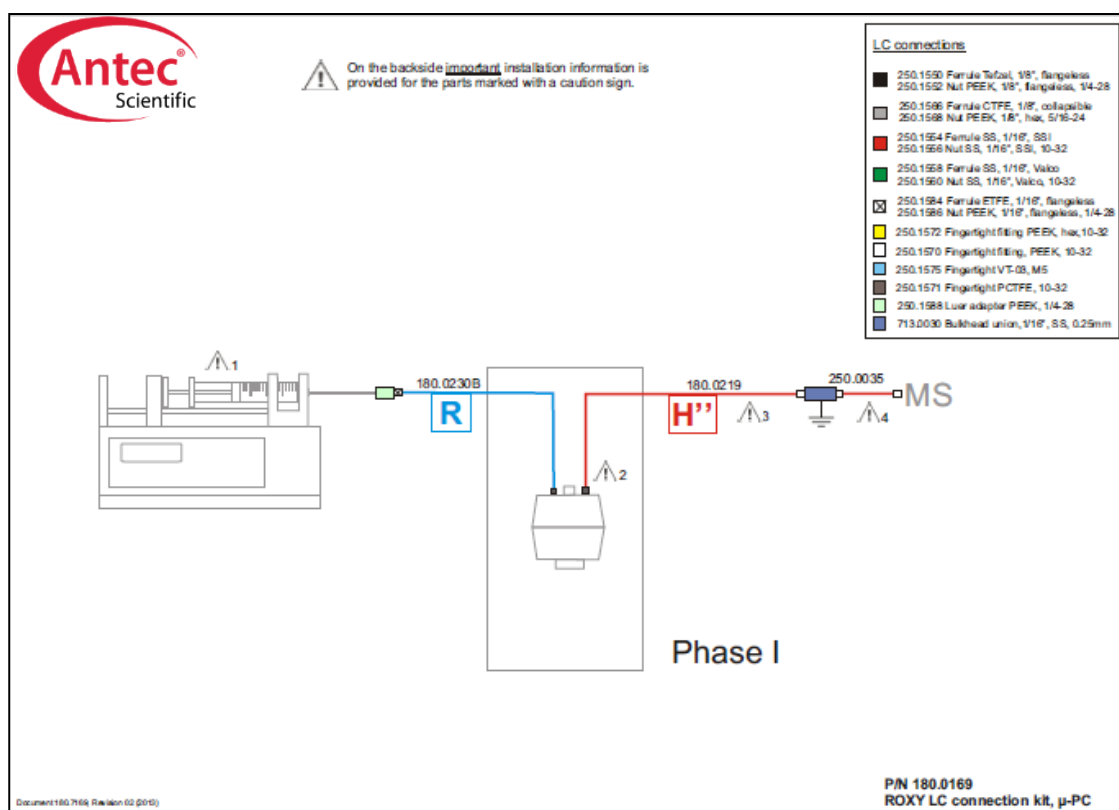 Antec®
Scientific
On the backside important installation information is
provided for the parts marked with a caution sign.
LC connections
250.1550 Ferrule Tefzel, 1/8", flangeless
250.1552 Nut PEEK, 1/8", flangeless, 1/4-28
250.1566 Ferrule CTFE, 1/8", collapsible
250.1568 Nut PEEK, 1/8", hex, 5/16-24
250.1554 Ferrule SS, 1/16", SSI
250.1556 Nut SS, 1/16", SSI, 10-32
250.1558 Ferrule SS, 1/16", Valco
250.1560 Nut SS, 1/16", Valco, 10-32
250.1584 Ferrule ETFE, 1/16", flangeless
250.1586 Nut PEEK, 1/16", flangeless, 1/4-28
250.1572 Fingertight fitting PEEK, hex,10-32
250.1570 Fingertight fitting, PEEK, 10-32
250.1575 Fingertight VT-03, M5
250.1571 Fingertight PCTFE, 10-32
250.1588 Luer adapter PEEK, 1/4-28
713.0030 Bulkhead union, 1/16", SS, 0.25mm
1
180.0230B
R
180.0219
H’’
3
250.0035
4
MS
2
Phase I
P/N 180.0169
ROXY LC connection kit, µ-PC
Document 180.7169, Revision 02 (2013)